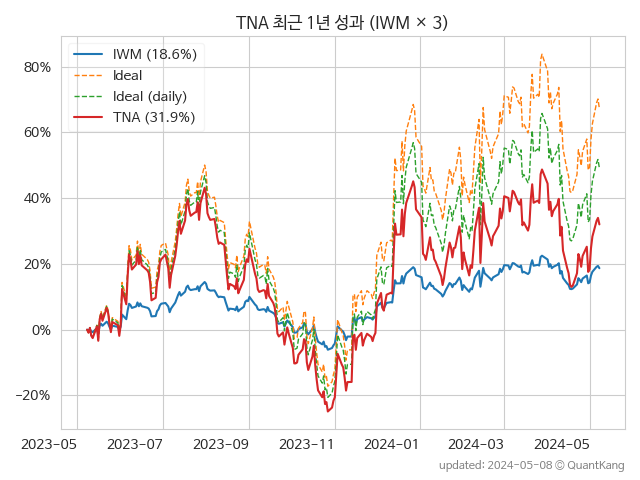 TNA 최근 1년 성과 (IWM × 3)
IWM (18.6%)
Ideal
Ideal (daily)
TNA (31.9%)
80%
60%
40%
20%
0%
−20%
2023-05 2023-07 2023-09 2023-11 2024-01 2024-03 2024-05
updated: 2024-05-08 © QuantKang